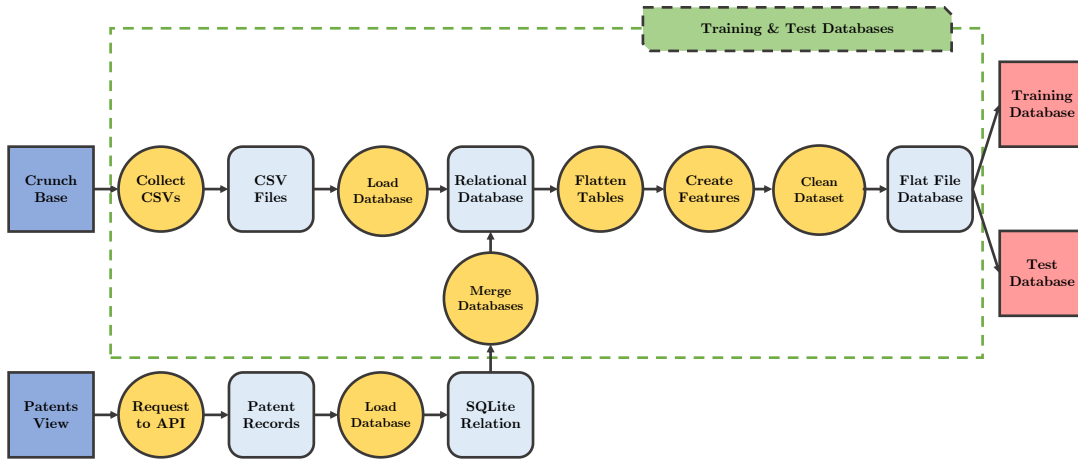 Training & Test Databases
Training
Database
Crunch
Base
Collect
CSVs
CSV
Files
Load
Database
Relational
Database
Flatten
Tables
Create
Features
Clean
Dataset
Flat File
Database
Test
Database
Merge
Databases
Patents
View
Request
to API
Patent
Records
Load
Database
SQLite
Relation